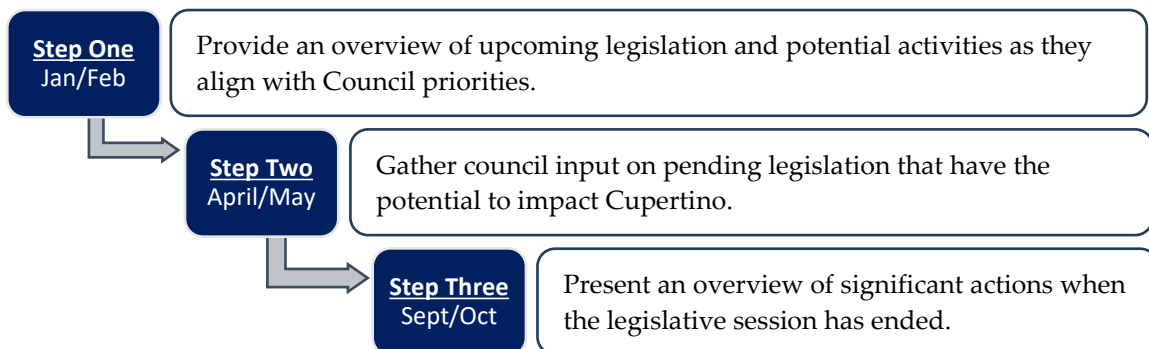 Step One
Jan/Feb
Provide an overview of upcoming legislation and potential activities as they
align with Council priorities.
Step Two
April/May
Gather council input on pending legislation that have the
potential to impact Cupertino.
Step Three
Sept/Oct
Present an overview of significant actions when
the legislative session has ended.